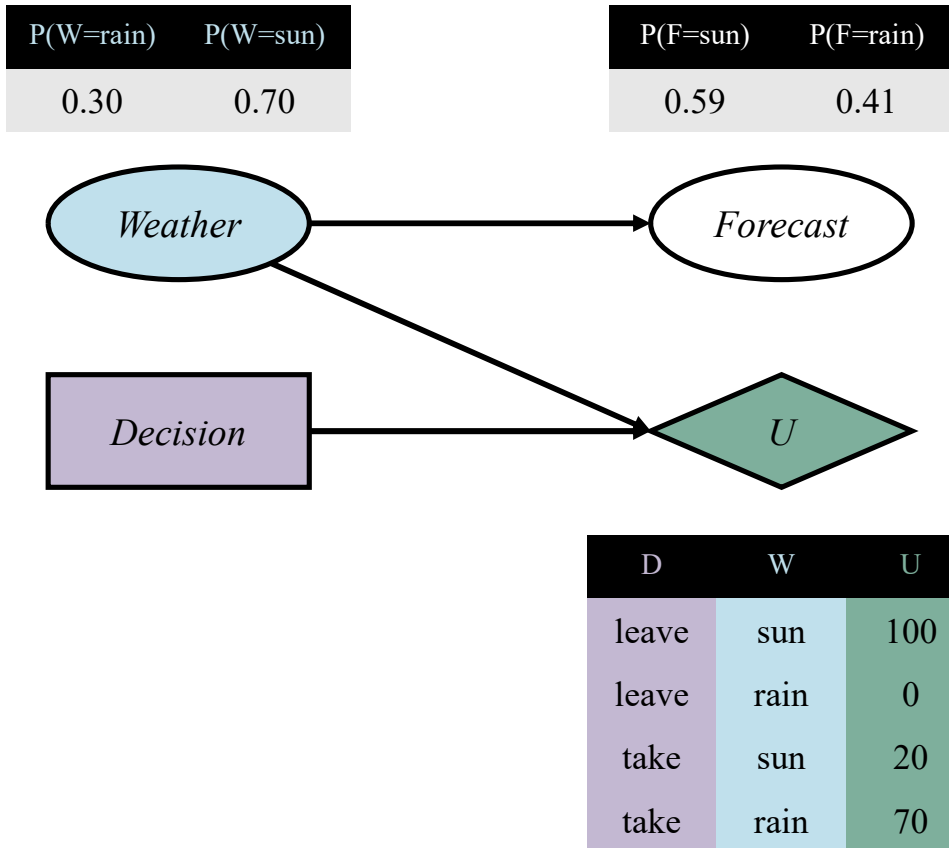 P(W=rain) P(W=sun) P(F=sun) P(F=rain)
0.30 0.70 0.59 0.41
Weather Forecast
Decision U
D W U
leave sun 100
leave rain 0
take sun 20
take rain 70